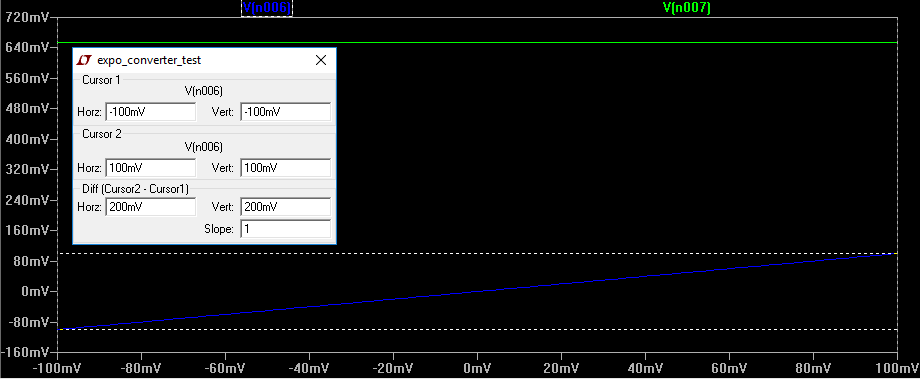 V(n006) V(n007)
720mV
640mV
560mV
480mV
400mV
320mV
240mV
160mV
80mV
0mV
-80mV
-160mV
expo_converter_test
Cursor 1
V(n006)
Horz: -100mV Vert: -100mV
Cursor 2
V(n006)
Horz: 100mV Vert: 100mV
Diff (Cursor2 - Cursor1)
Horz: 200mV Vert: 200mV
Slope: 1
-100mV -80mV -60mV -40mV -20mV 0mV 20mV 40mV 60mV 80mV 100mV